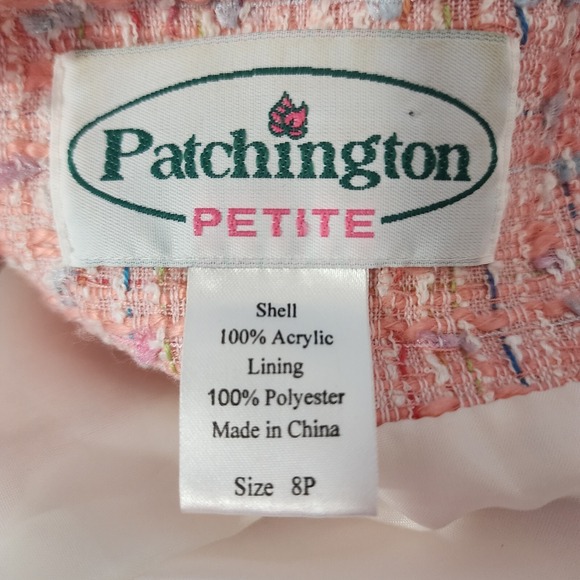 Patchington
PETITE
Shell
100% Acrylic
Lining
100% Polyester
Made in China
Size 8P